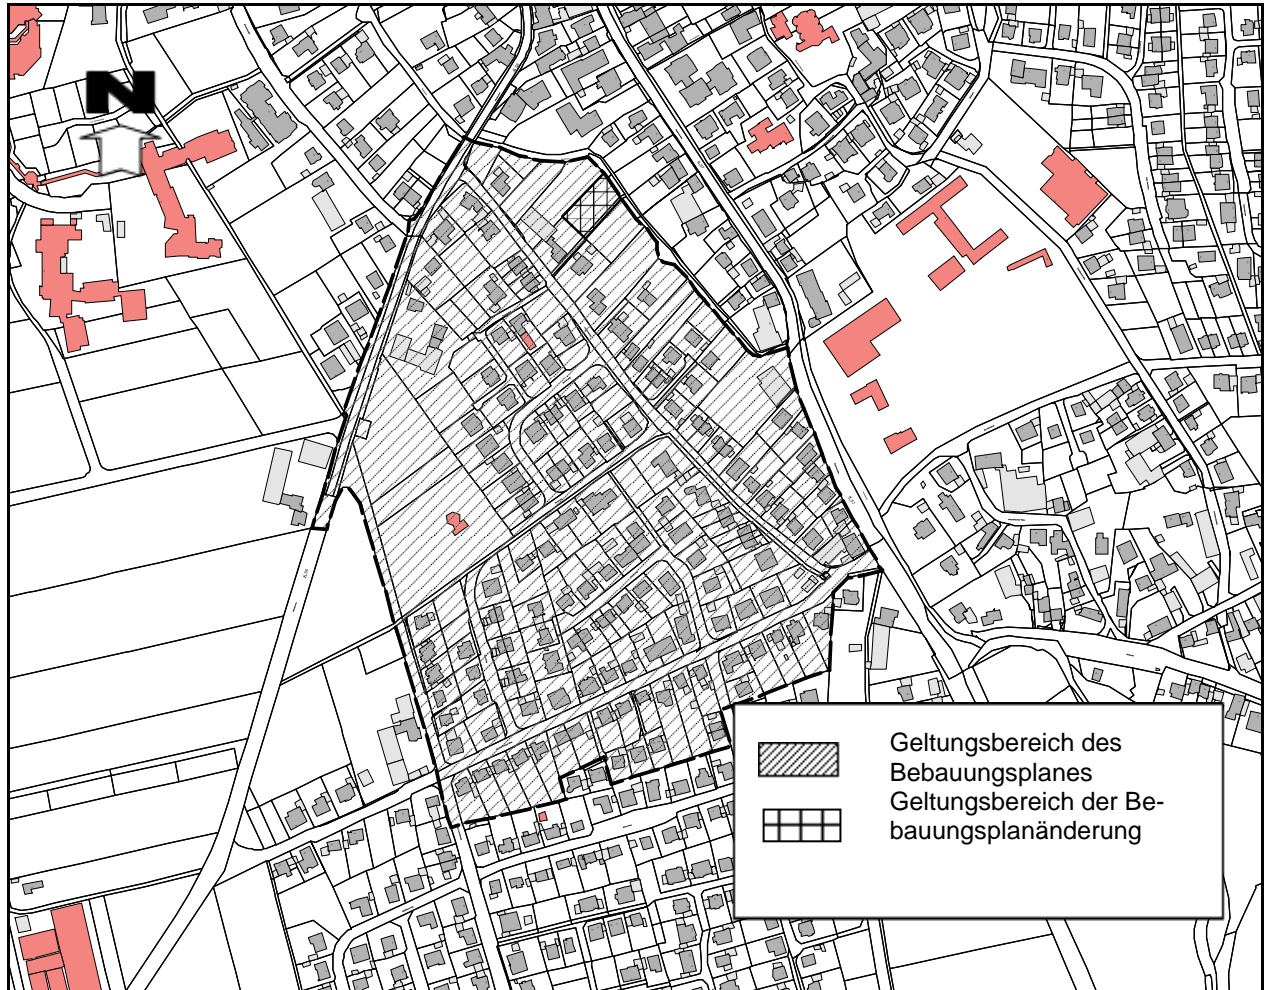 N
Geltungsbereich des
Bebauungsplanes
Geltungsbereich der Be-
bauungsplanänderung